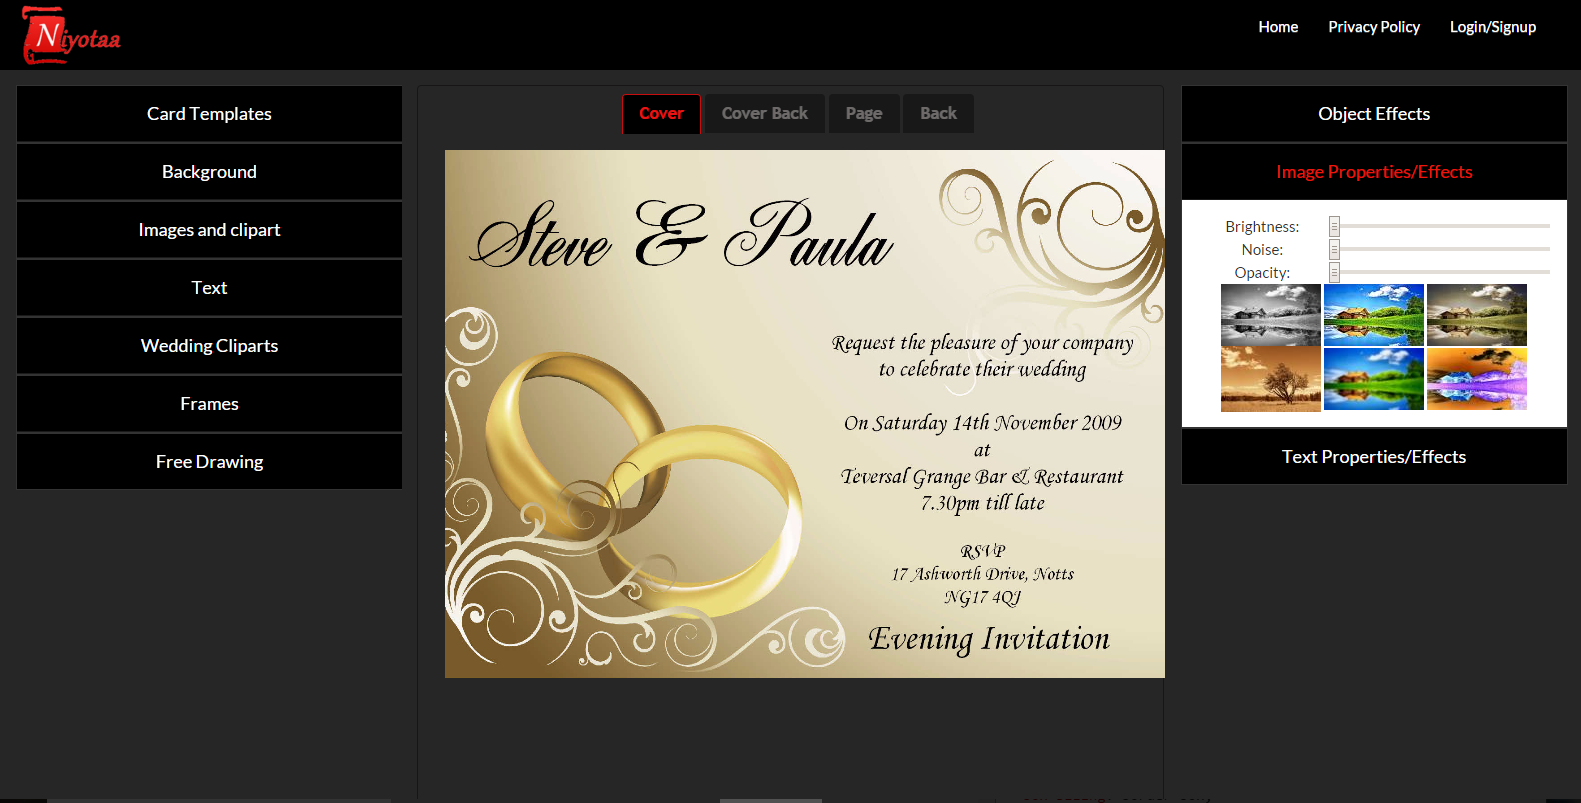 Niyotaa
Home Privacy Policy Login/Signup
Card Templates
Background
Images and clipart
Text
Wedding Cliparts
Frames
Free Drawing
Cover Cover Back Page Back
Steve & Paula
Request the pleasure of your company
to celebrate their wedding
On Saturday 14th November 2009
at
Teversal Grange Bar & Restaurant
7.30pm till late
RSVP
17 Ashworth Drive, Notts
NG17 4QJ
Evening Invitation
Object Effects
Image Properties/Effects
Brightness:
Noise:
Opacity:
Text Properties/Effects